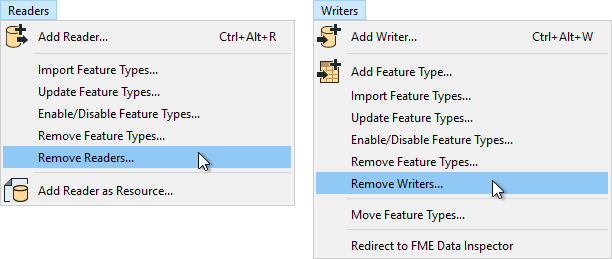 Readers
Add Reader... Ctrl+Alt+R
Import Feature Types...
Update Feature Types...
Enable/Disable Feature Types...
Remove Feature Types...
Remove Readers...
Add Reader as Resource...
Writers
Add Writer... Ctrl+Alt+W
Add Feature Type...
Import Feature Types...
Update Feature Types...
Enable/Disable Feature Types...
Remove Feature Types...
Remove Writers...
Move Feature Types...
Redirect to FME Data Inspector